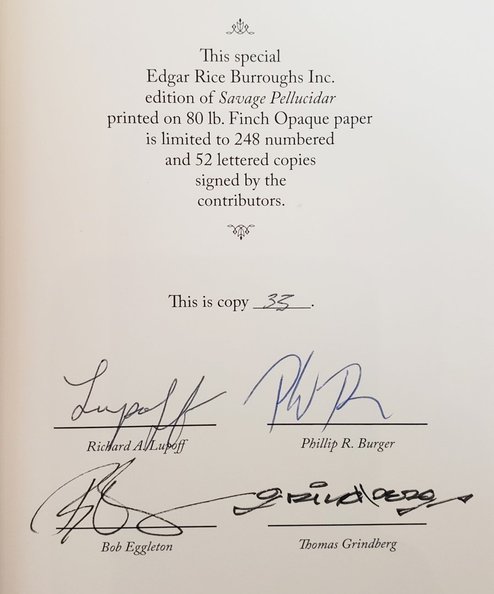 This special
Edgar Rice Burroughs Inc.
edition of Savage Pellucidar
printed on 80 lb. Finch Opaque paper
is limited to 248 numbered
and 52 lettered copies
signed by the
contributors.
This is copy 33.
Lupoff
Richard A. Lupoff
Phillip R. Burger
Grindberg
Bob Eggleton
Thomas Grindberg